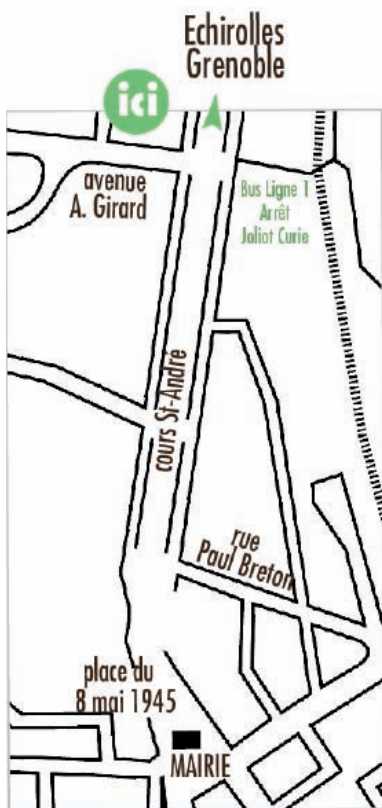 Echirolles
Grenoble
ici
avenue
A. Girard
Bus Ligne 1
Arrêt
Joliot Curie
cours St-André
rue
Paul Breton
place du
8 mai 1945
MAIRIE